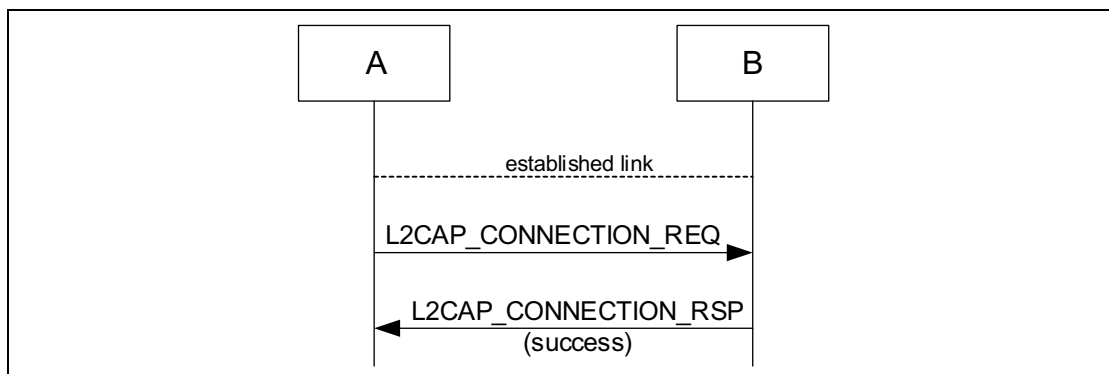 A
B
established link
L2CAP_CONNECTION_REQ
L2CAP_CONNECTION_RSP
(success)